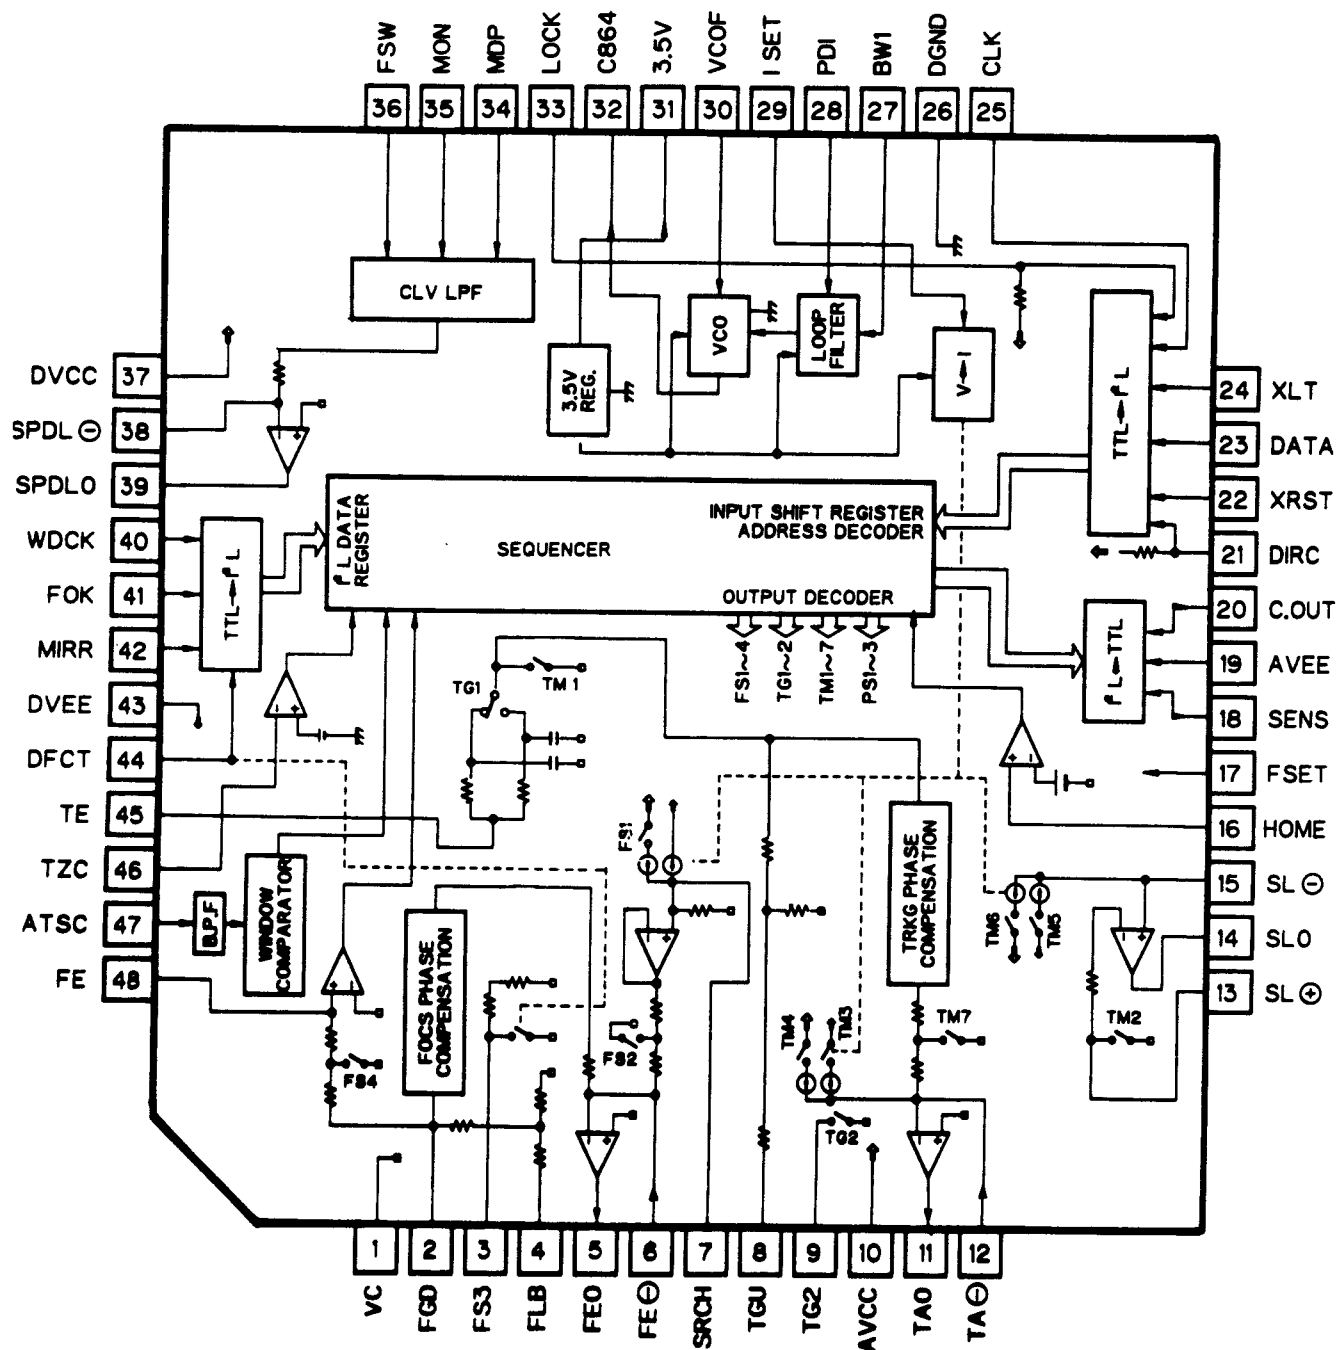 FSW
MON
MDP
LOCK
C864
3.5V
VCOF
I SET
PDI
BW1
DGND
CLK
36
35
34
33
32
31
30
29
28
27
26
25
CLV LPF
3.5V
REG.
VCO
LOOP
FILTER
V→I
TTL→I²L
DVCC 37
SPDL⊖ 38
SPDLO 39
WDCK 40
FOK 41
MIRR 42
DVEE 43
DFCT 44
TE 45
TZC 46
ATSC 47
FE 48
24 XLT
23 DATA
22 XRST
21 DIRC
20 C.OUT
19 AVEE
18 SENS
17 FSET
16 HOME
15 SL⊖
14 SLO
13 SL⊕
TTL→I²L
I²L DATA
REGISTER
SEQUENCER
INPUT SHIFT REGISTER
ADDRESS DECODER
OUTPUT DECODER
FS1~4
TG1~2
TM1~7
PS1~3
I²L→TTL
TG1
TM1
B.P.F
WINDOW
COMPARATOR
FOCS PHASE
COMPENSATION
FS4
FS1
FS2
TRKG PHASE
COMPENSATION
TM6
TM5
TM4
TM3
TM7
TM2
TG2
1
2
3
4
5
6
7
8
9
10
11
12
VC
FGD
FS3
FLB
FEO
FE⊖
SRCH
TGU
TG2
AVCC
TAO
TA⊖